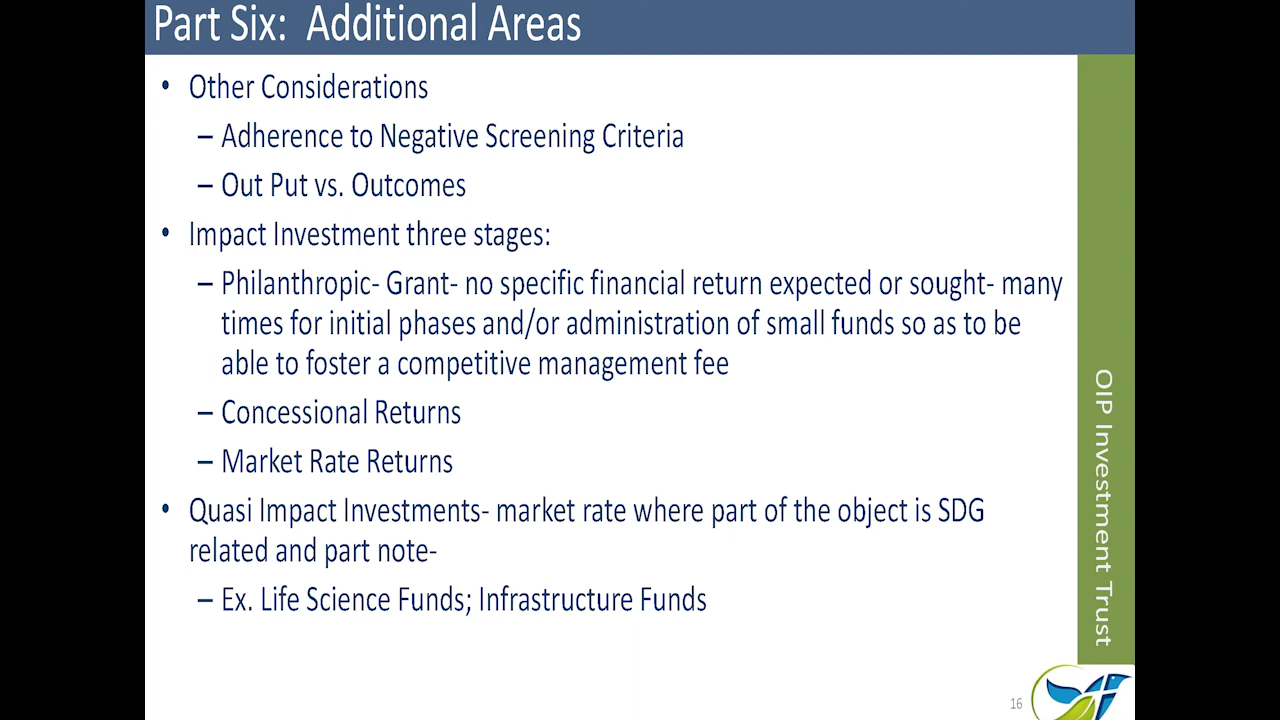 Part Six: Additional Areas
• Other Considerations
– Adherence to Negative Screening Criteria
– Out Put vs. Outcomes
• Impact Investment three stages:
– Philanthropic- Grant- no specific financial return expected or sought- many
times for initial phases and/or administration of small funds so as to be
able to foster a competitive management fee
– Concessional Returns
– Market Rate Returns
• Quasi Impact Investments- market rate where part of the object is SDG
related and part note-
– Ex. Life Science Funds; Infrastructure Funds
OIP Investment Trust
16